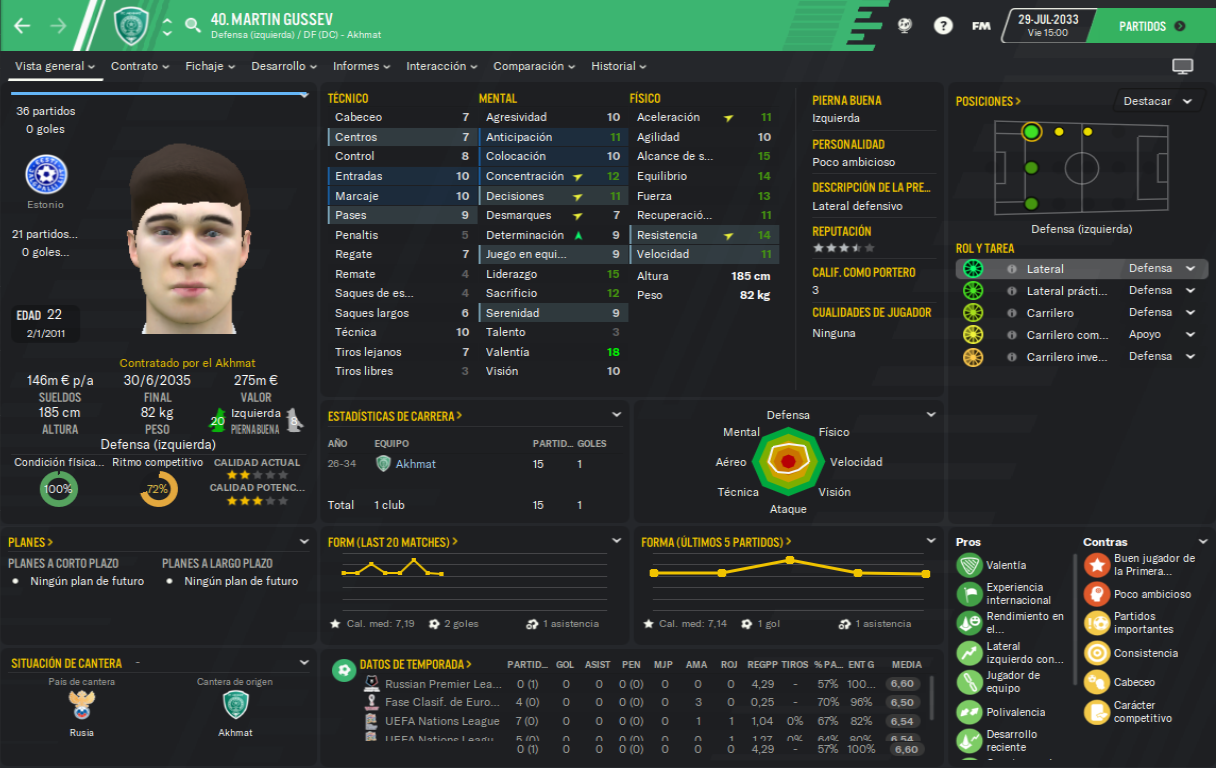 40. MARTIN GUSSEV
Defensa (izquierda) / DF (DC) - Akhmat
?
FM
29-JUL-2033
Vie 15:00
PARTIDOS
Vista general
Contrato
Fichaje
Desarrollo
Informes
Interacción
Comparación
Historial
36 partidos
0 goles
Estonio
21 partidos...
0 goles...
EDAD 22
2/1/2011
Contratado por el Akhmat
146m € p/a
SUELDOS
30/6/2035
FINAL
275m €
VALOR
185 cm
ALTURA
82 kg
PESO
20
Izquierda
PIERNA BUENA
8
Defensa (izquierda)
Condición física...
100%
Ritmo competitivo
72%
CALIDAD ACTUAL
CALIDAD POTENC...
TÉCNICO
Cabeceo 7
Centros 7
Control 8
Entradas 10
Marcaje 10
Pases 9
Penaltis 5
Regate 7
Remate 4
Saques de es... 4
Saques largos 6
Técnica 10
Tiros lejanos 7
Tiros libres 3
MENTAL
Agresividad 10
Anticipación 11
Colocación 10
Concentración 12
Decisiones 11
Desmarques 7
Determinación 9
Juego en equi... 9
Liderazgo 15
Sacrificio 12
Serenidad 9
Talento 3
Valentía 18
Visión 10
FÍSICO
Aceleración 11
Agilidad 10
Alcance de s... 15
Equilibrio 14
Fuerza 13
Recuperació... 11
Resistencia 14
Velocidad 11
Altura 185 cm
Peso 82 kg
PIERNA BUENA
Izquierda
PERSONALIDAD
Poco ambicioso
DESCRIPCIÓN DE LA PRE...
Lateral defensivo
REPUTACIÓN
CALIF. COMO PORTERO
3
CUALIDADES DE JUGADOR
Ninguna
POSICIONES >
Destacar
Defensa (izquierda)
ROL Y TAREA
Lateral Defensa
Lateral prácti... Defensa
Carrilero Defensa
Carrilero com... Apoyo
Carrilero inve... Defensa
ESTADÍSTICAS DE CARRERA >
AÑO EQUIPO PARTID... GOLES
26-34 Akhmat 15 1
Total 1 club 15 1
Defensa
Físico
Velocidad
Visión
Ataque
Técnica
Aéreo
Mental
PLANES >
PLANES A CORTO PLAZO
Ningún plan de futuro
PLANES A LARGO PLAZO
Ningún plan de futuro
FORM (LAST 20 MATCHES) >
Cal. med: 7,19 2 goles 1 asistencia
FORMA (ÚLTIMOS 5 PARTIDOS) >
Cal. med: 7,14 1 gol 1 asistencia
Pros
Valentía
Experiencia
internacional
Rendimiento en
el...
Lateral
izquierdo con...
Jugador de
equipo
Polivalencia
Desarrollo
reciente
Contras
Buen jugador de
la Primera...
Poco ambicioso
Partidos
importantes
Consistencia
Cabeceo
Carácter
competitivo
SITUACIÓN DE CANTERA -
País de cantera
Rusia
Cantera de origen
Akhmat
DATOS DE TEMPORADA > PARTID... GOL ASIST PEN MJP AMA ROJ REGPP TIROS % PA... ENT G MEDIA
Russian Premier Lea... 0 (1) 0 0 0 (0) 0 0 0 4,29 - 57% 100... 6,60
Fase Clasif. de Euro... 4 (0) 0 0 0 (0) 0 3 0 0,25 - 70% 96% 6,50
UEFA Nations League 7 (0) 0 0 0 (0) 0 1 1 1,04 0% 67% 82% 6,54
UEFA Nations Leagu... 5 (0) 0 0 0 (0) 0 0 1 1,27 0% 64% 80% 6,54
0 (1) 0 0 0 (0) 0 0 0 4,29 - 57% 100% 6,60